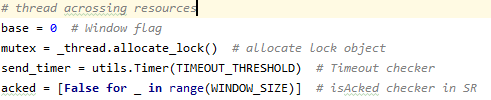 # thread acrossing resources
base = 0  # Window flag
mutex = _thread.allocate_lock()  # allocate lock object
send_timer = utils.Timer(TIMEOUT_THRESHOLD)  # Timeout checker
acked = [False for _ in range(WINDOW_SIZE)]  # isAcked checker in SR